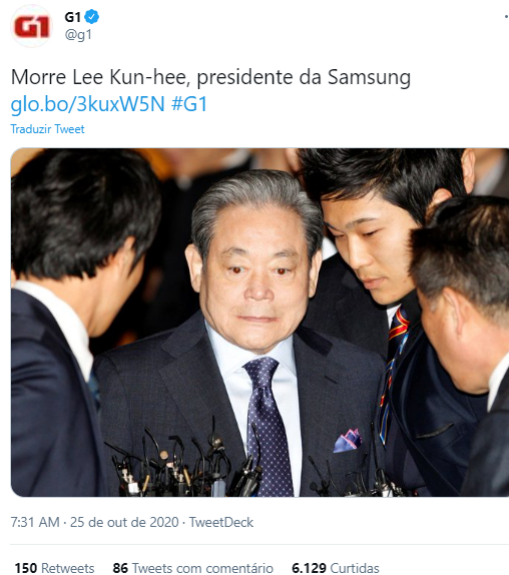 G1
@g1
Morre Lee Kun-hee, presidente da Samsung
glo.bo/3kuxW5N #G1
Traduzir Tweet
7:31 AM · 25 de out de 2020 · TweetDeck
150 Retweets 86 Tweets com comentário 6.129 Curtidas